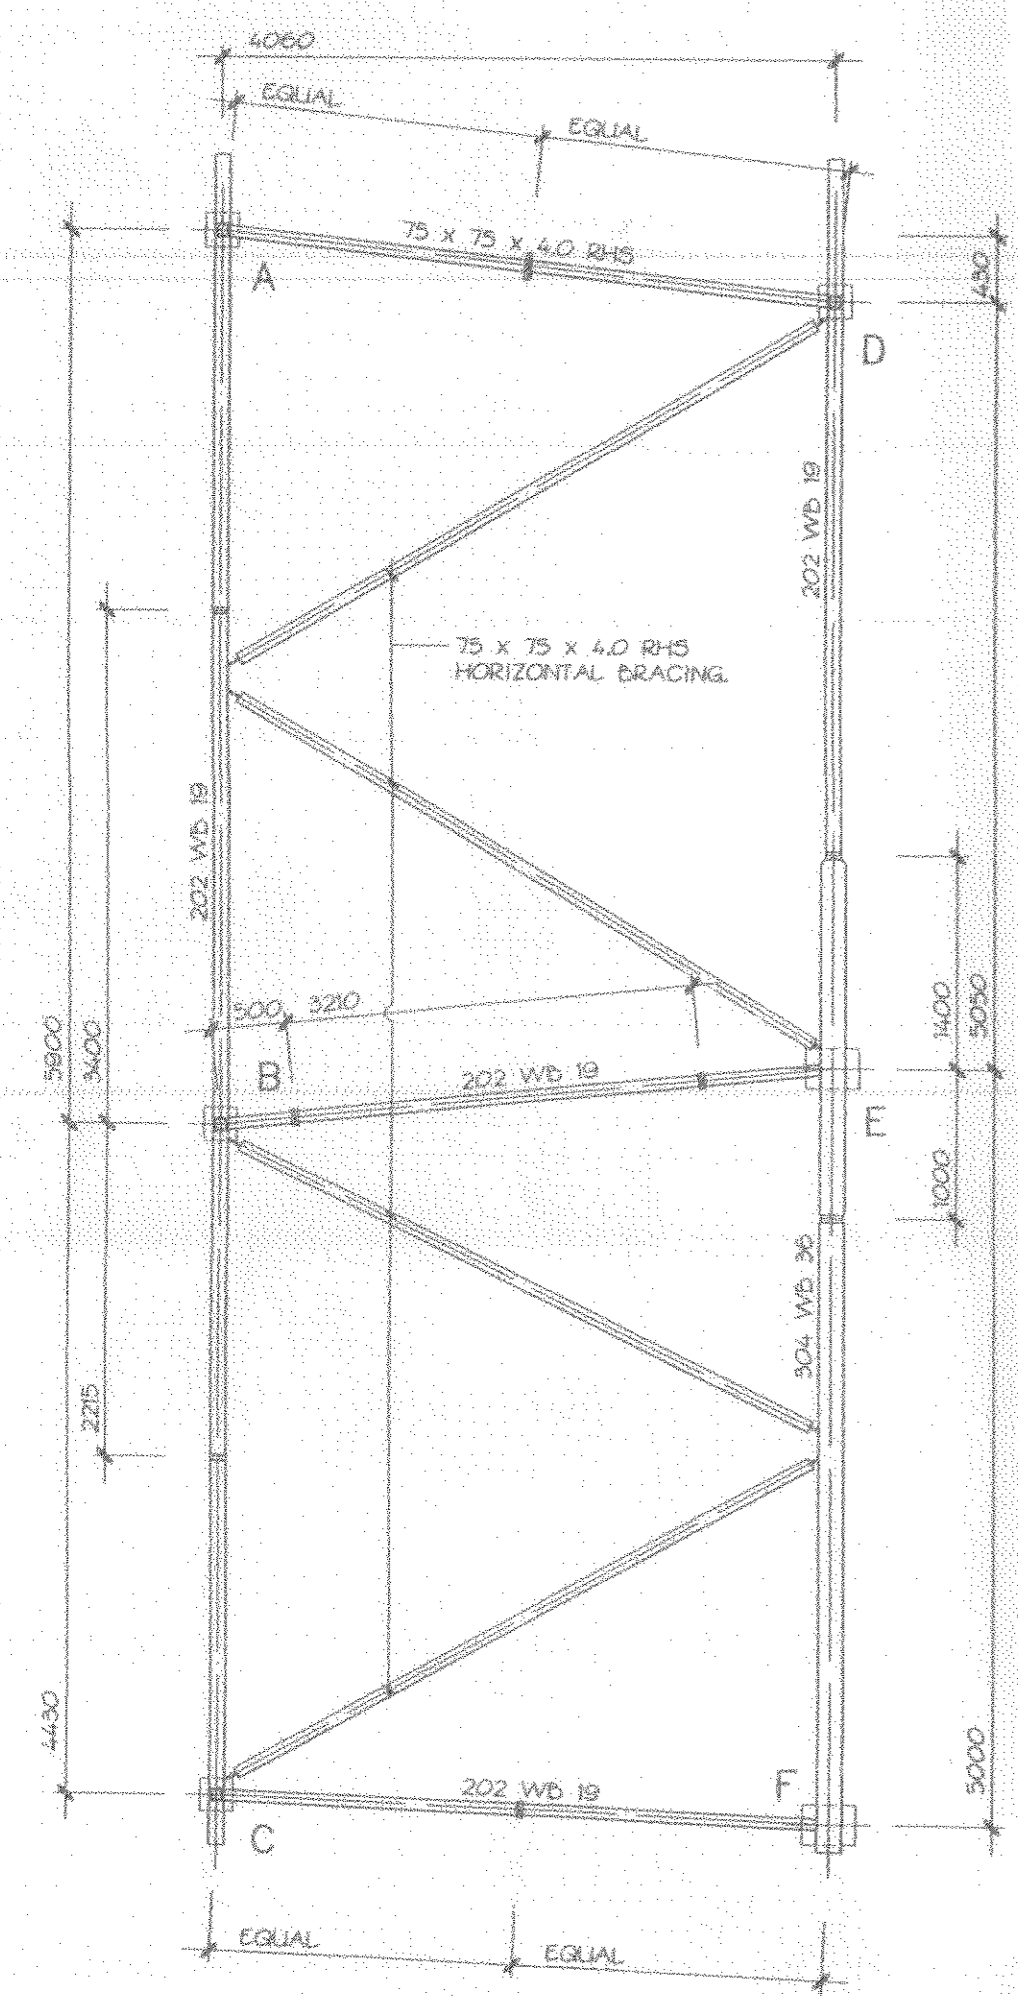 4060
EQUAL
EQUAL
75 x 75 x 4.0 RHS
A
430
D
202 WB 19
75 x 75 x 4.0 RHS
HORIZONTAL BRACING.
202 WB 19
500 3210
1400
5050
5900
3400
B
202 WB 19
E
1000
304 WB 36
2215
4430
5000
202 WB 19
F
C
EQUAL
EQUAL